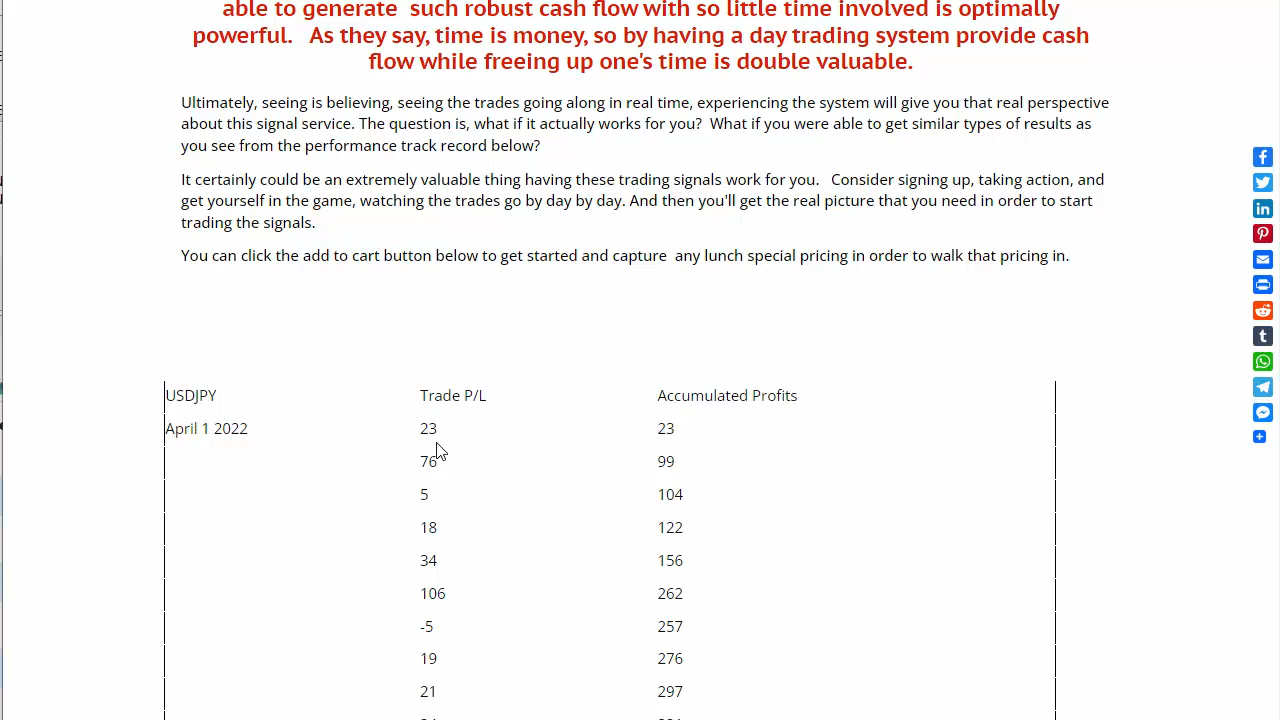 able to generate such robust cash flow with so little time involved is optimally
powerful. As they say, time is money, so by having a day trading system provide cash
flow while freeing up one's time is double valuable.
Ultimately, seeing is believing, seeing the trades going along in real time, experiencing the system will give you that real perspective
about this signal service. The question is, what if it actually works for you? What if you were able to get similar types of results as
you see from the performance track record below?
It certainly could be an extremely valuable thing having these trading signals work for you. Consider signing up, taking action, and
get yourself in the game, watching the trades go by day by day. And then you'll get the real picture that you need in order to start
trading the signals.
You can click the add to cart button below to get started and capture any lunch special pricing in order to walk that pricing in.
USDJPY Trade P/L Accumulated Profits
April 1 2022 23 23
76 99
5 104
18 122
34 156
106 262
-5 257
19 276
21 297